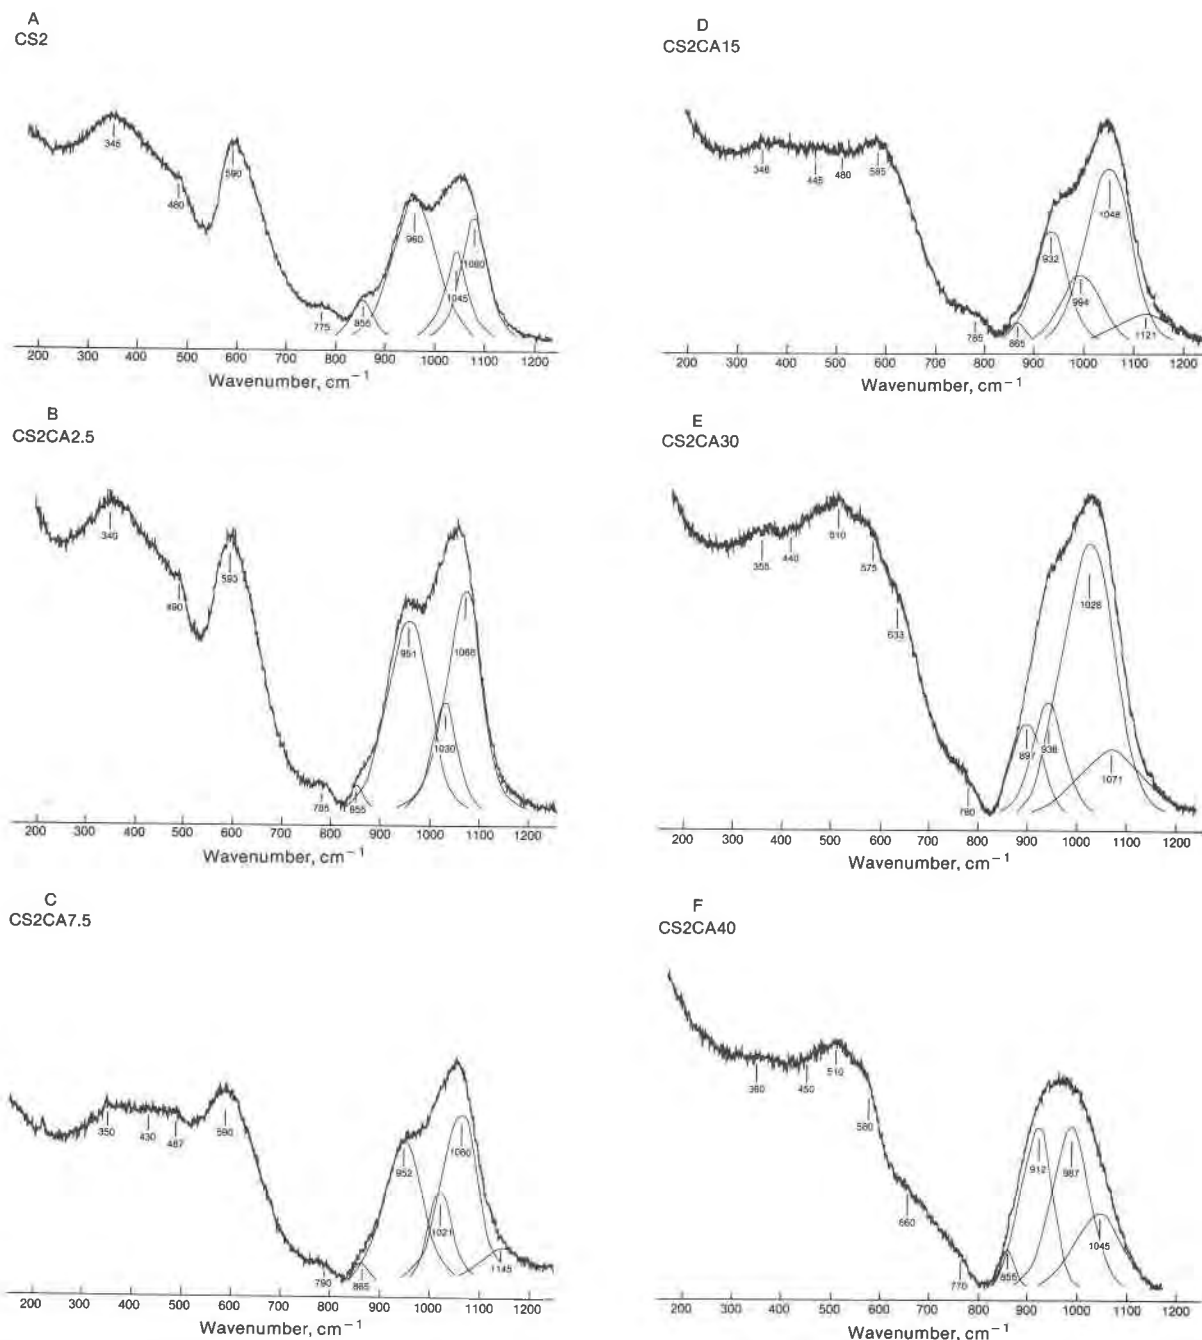 A
CS2
345
480
590
775
855
960
1045
1080
200 300 400 500 600 700 800 900 1000 1100 1200
Wavenumber, cm−1
B
CS2CA2.5
340
490
593
785
855
951
1030
1068
200 300 400 500 600 700 800 900 1000 1100 1200
Wavenumber, cm−1
C
CS2CA7.5
350
430
487
590
790
865
952
1021
1060
1145
200 300 400 500 600 700 800 900 1000 1100 1200
Wavenumber, cm−1
D
CS2CA15
346
445
480
585
785
865
932
994
1048
1121
200 300 400 500 600 700 800 900 1000 1100 1200
Wavenumber, cm−1
E
CS2CA30
355
440
510
575
633
780
897
938
1028
1071
200 300 400 500 600 700 800 900 1000 1100 1200
Wavenumber, cm−1
F
CS2CA40
360
450
510
580
660
770
855
912
987
1045
200 300 400 500 600 700 800 900 1000 1100 1200
Wavenumber, cm−1